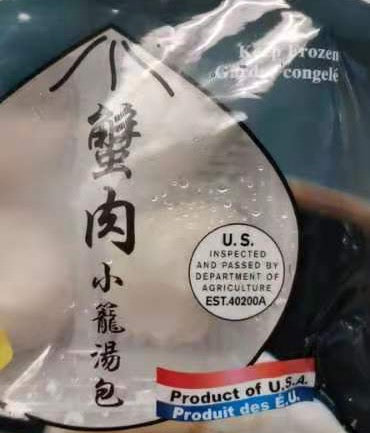 Keep Frozen
Garder congelé
蟹肉小籠湯包
U.S.
INSPECTED
AND PASSED BY
DEPARTMENT OF
AGRICULTURE
EST.40200A
Product of U.S.A.
Produit des É.U.